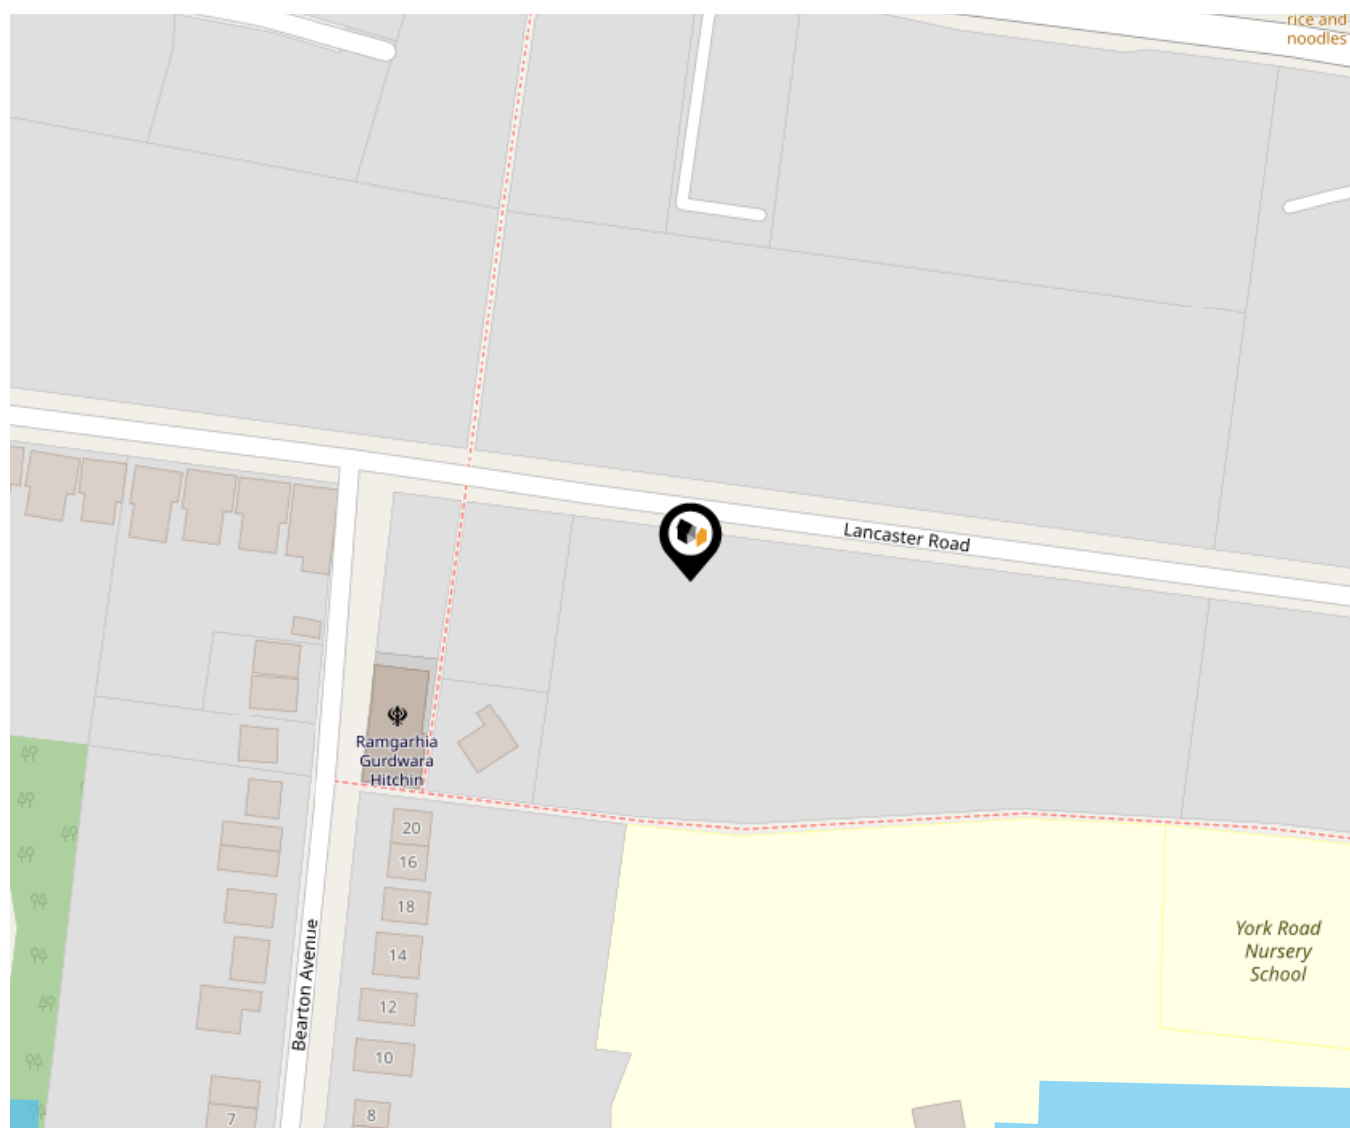 rice and
noodles
Lancaster Road
Ramgarhia
Gurdwara
Hitchin
20
16
18
14
12
10
8
7
Bearton Avenue
York Road
Nursery
School